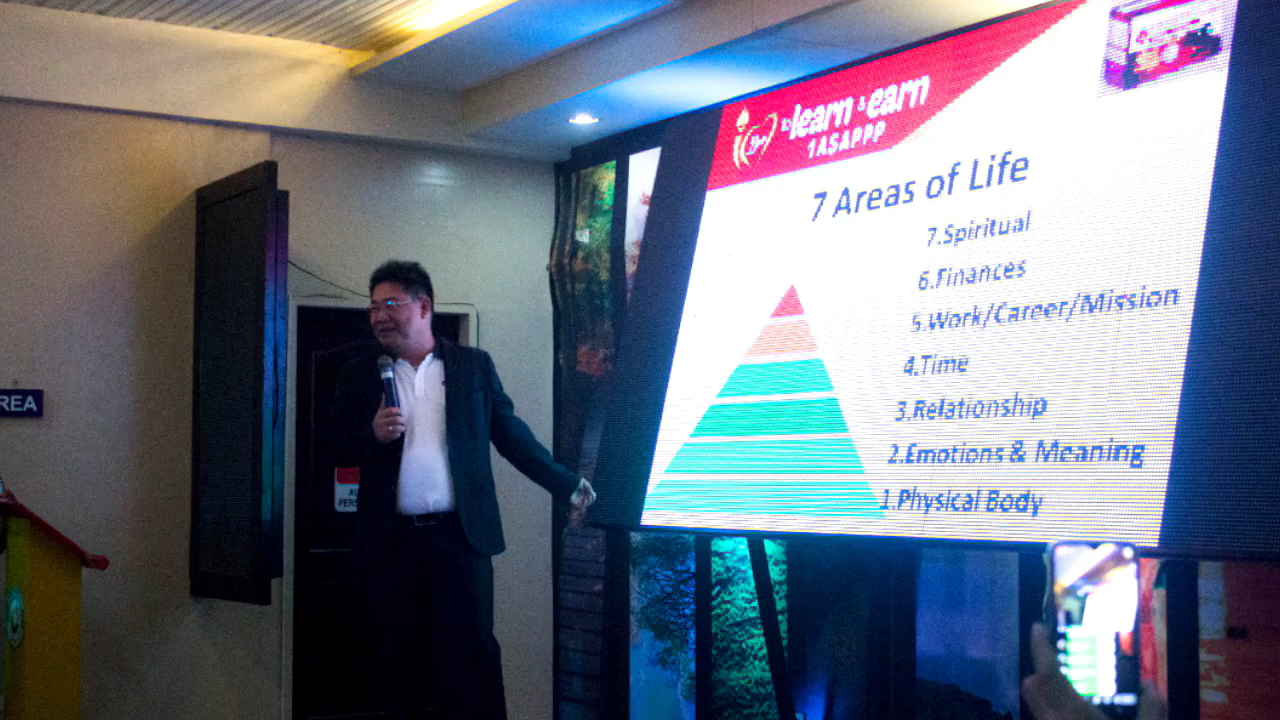 REA
to learn & earn
1ASAPPP
7 Areas of Life
7.Spiritual
6.Finances
5.Work/Career/Mission
4.Time
3.Relationship
2.Emotions & Meaning
1.Physical Body